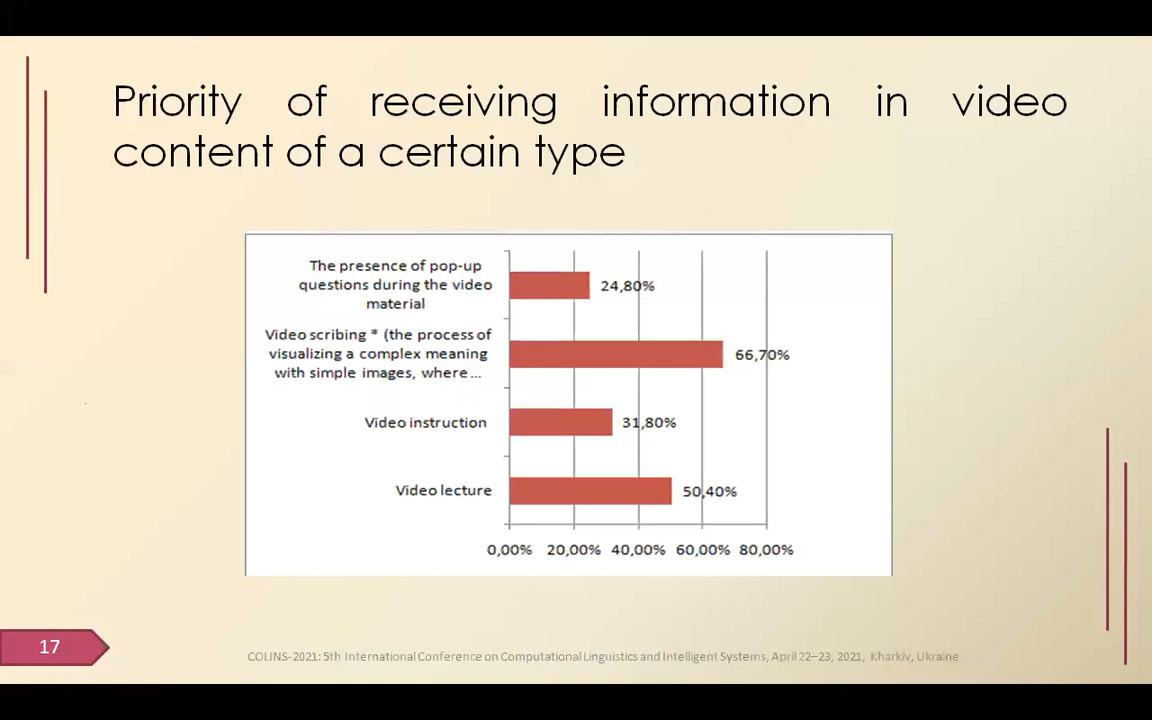 Priority of receiving information in video
content of a certain type
The presence of pop-up
questions during the video
material
24,80%
Video scribing * (the process of
visualizing a complex meaning
with simple images, where ...
66,70%
Video instruction
31,80%
Video lecture
50,40%
0,00% 20,00% 40,00% 60,00% 80,00%
17
COLINS-2021: 5th International Conference on Computational Linguistics and Intelligent Systems, April 22–23, 2021, Kharkiv, Ukraine